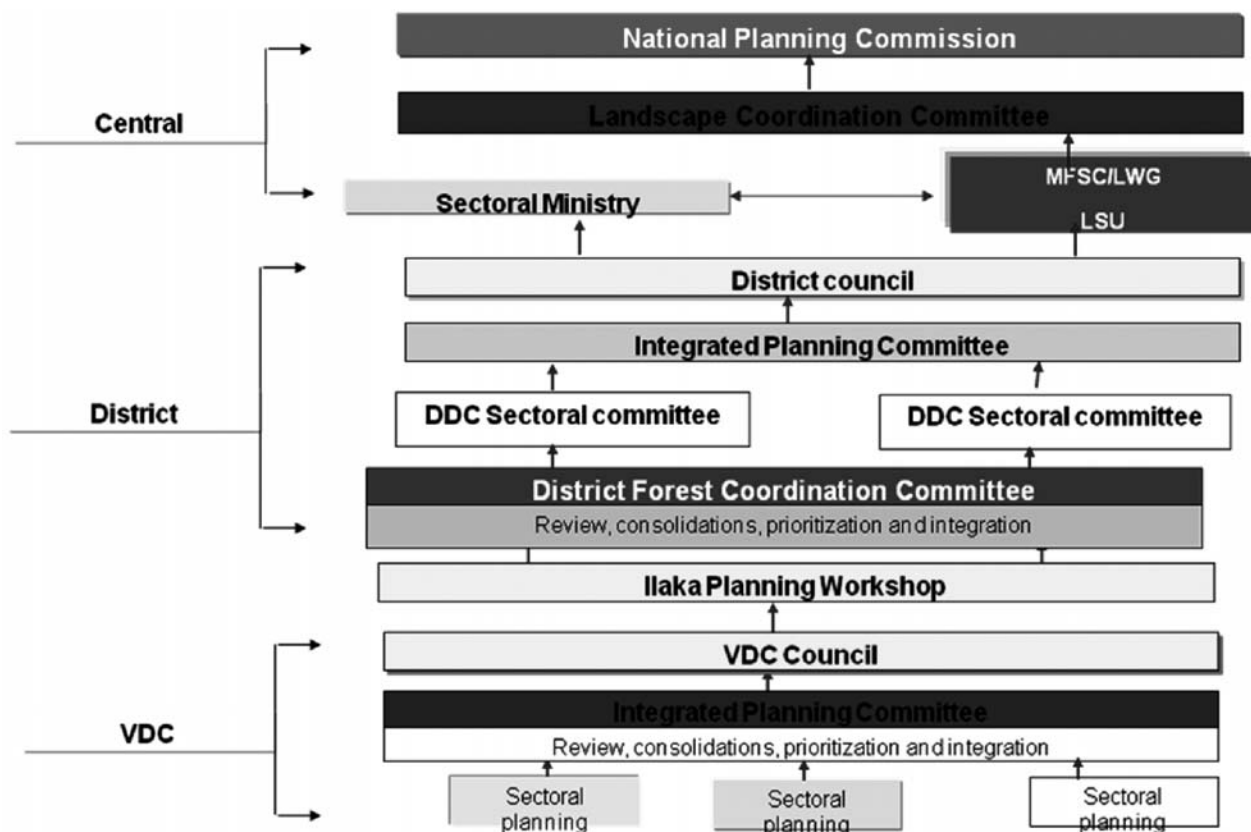 National Planning Commission
Landscape Coordination Committee
Central
MFSC/LWG
Sectoral Ministry
LSU
District council
Integrated Planning Committee
District
DDC Sectoral committee
DDC Sectoral committee
District Forest Coordination Committee
Review, consolidations, prioritization and integration
Ilaka Planning Workshop
VDC Council
Integrated Planning Committee
VDC
Review, consolidations, prioritization and integration
Sectoral
planning
Sectoral
planning
Sectoral
planning